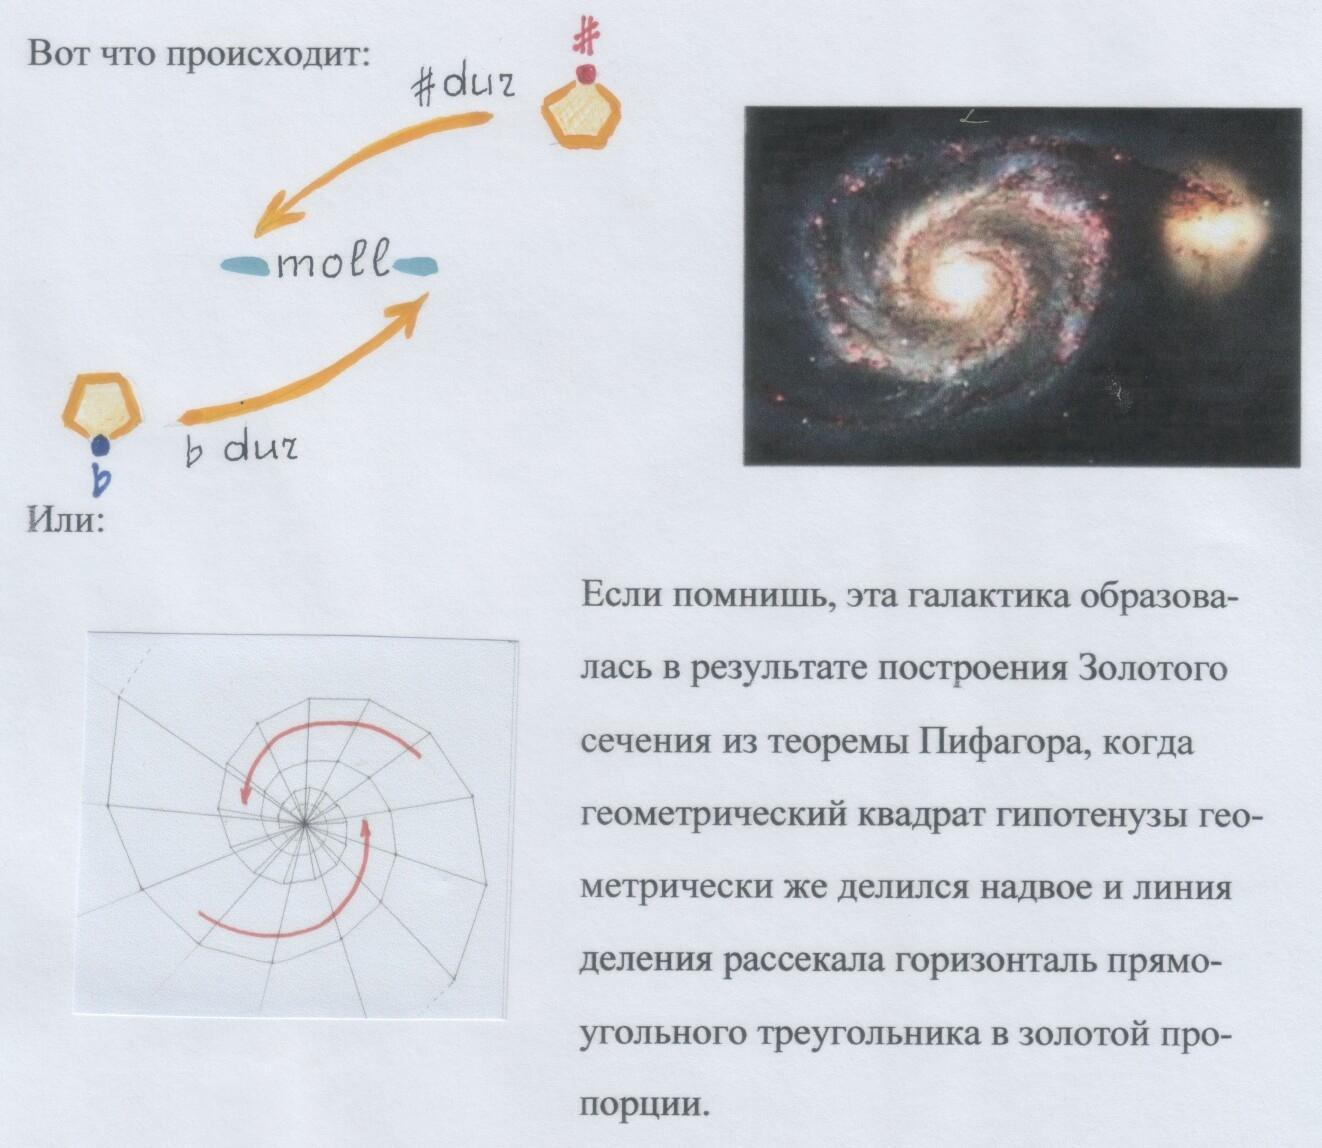 Вот что происходит:
#
#dur
moll
b dur
b
Или:
Если помнишь, эта галактика образова-
лась в результате построения Золотого
сечения из теоремы Пифагора, когда
геометрический квадрат гипотенузы гео-
метрически же делился надвое и линия
деления рассекала горизонталь прямо-
угольного треугольника в золотой про-
порции.